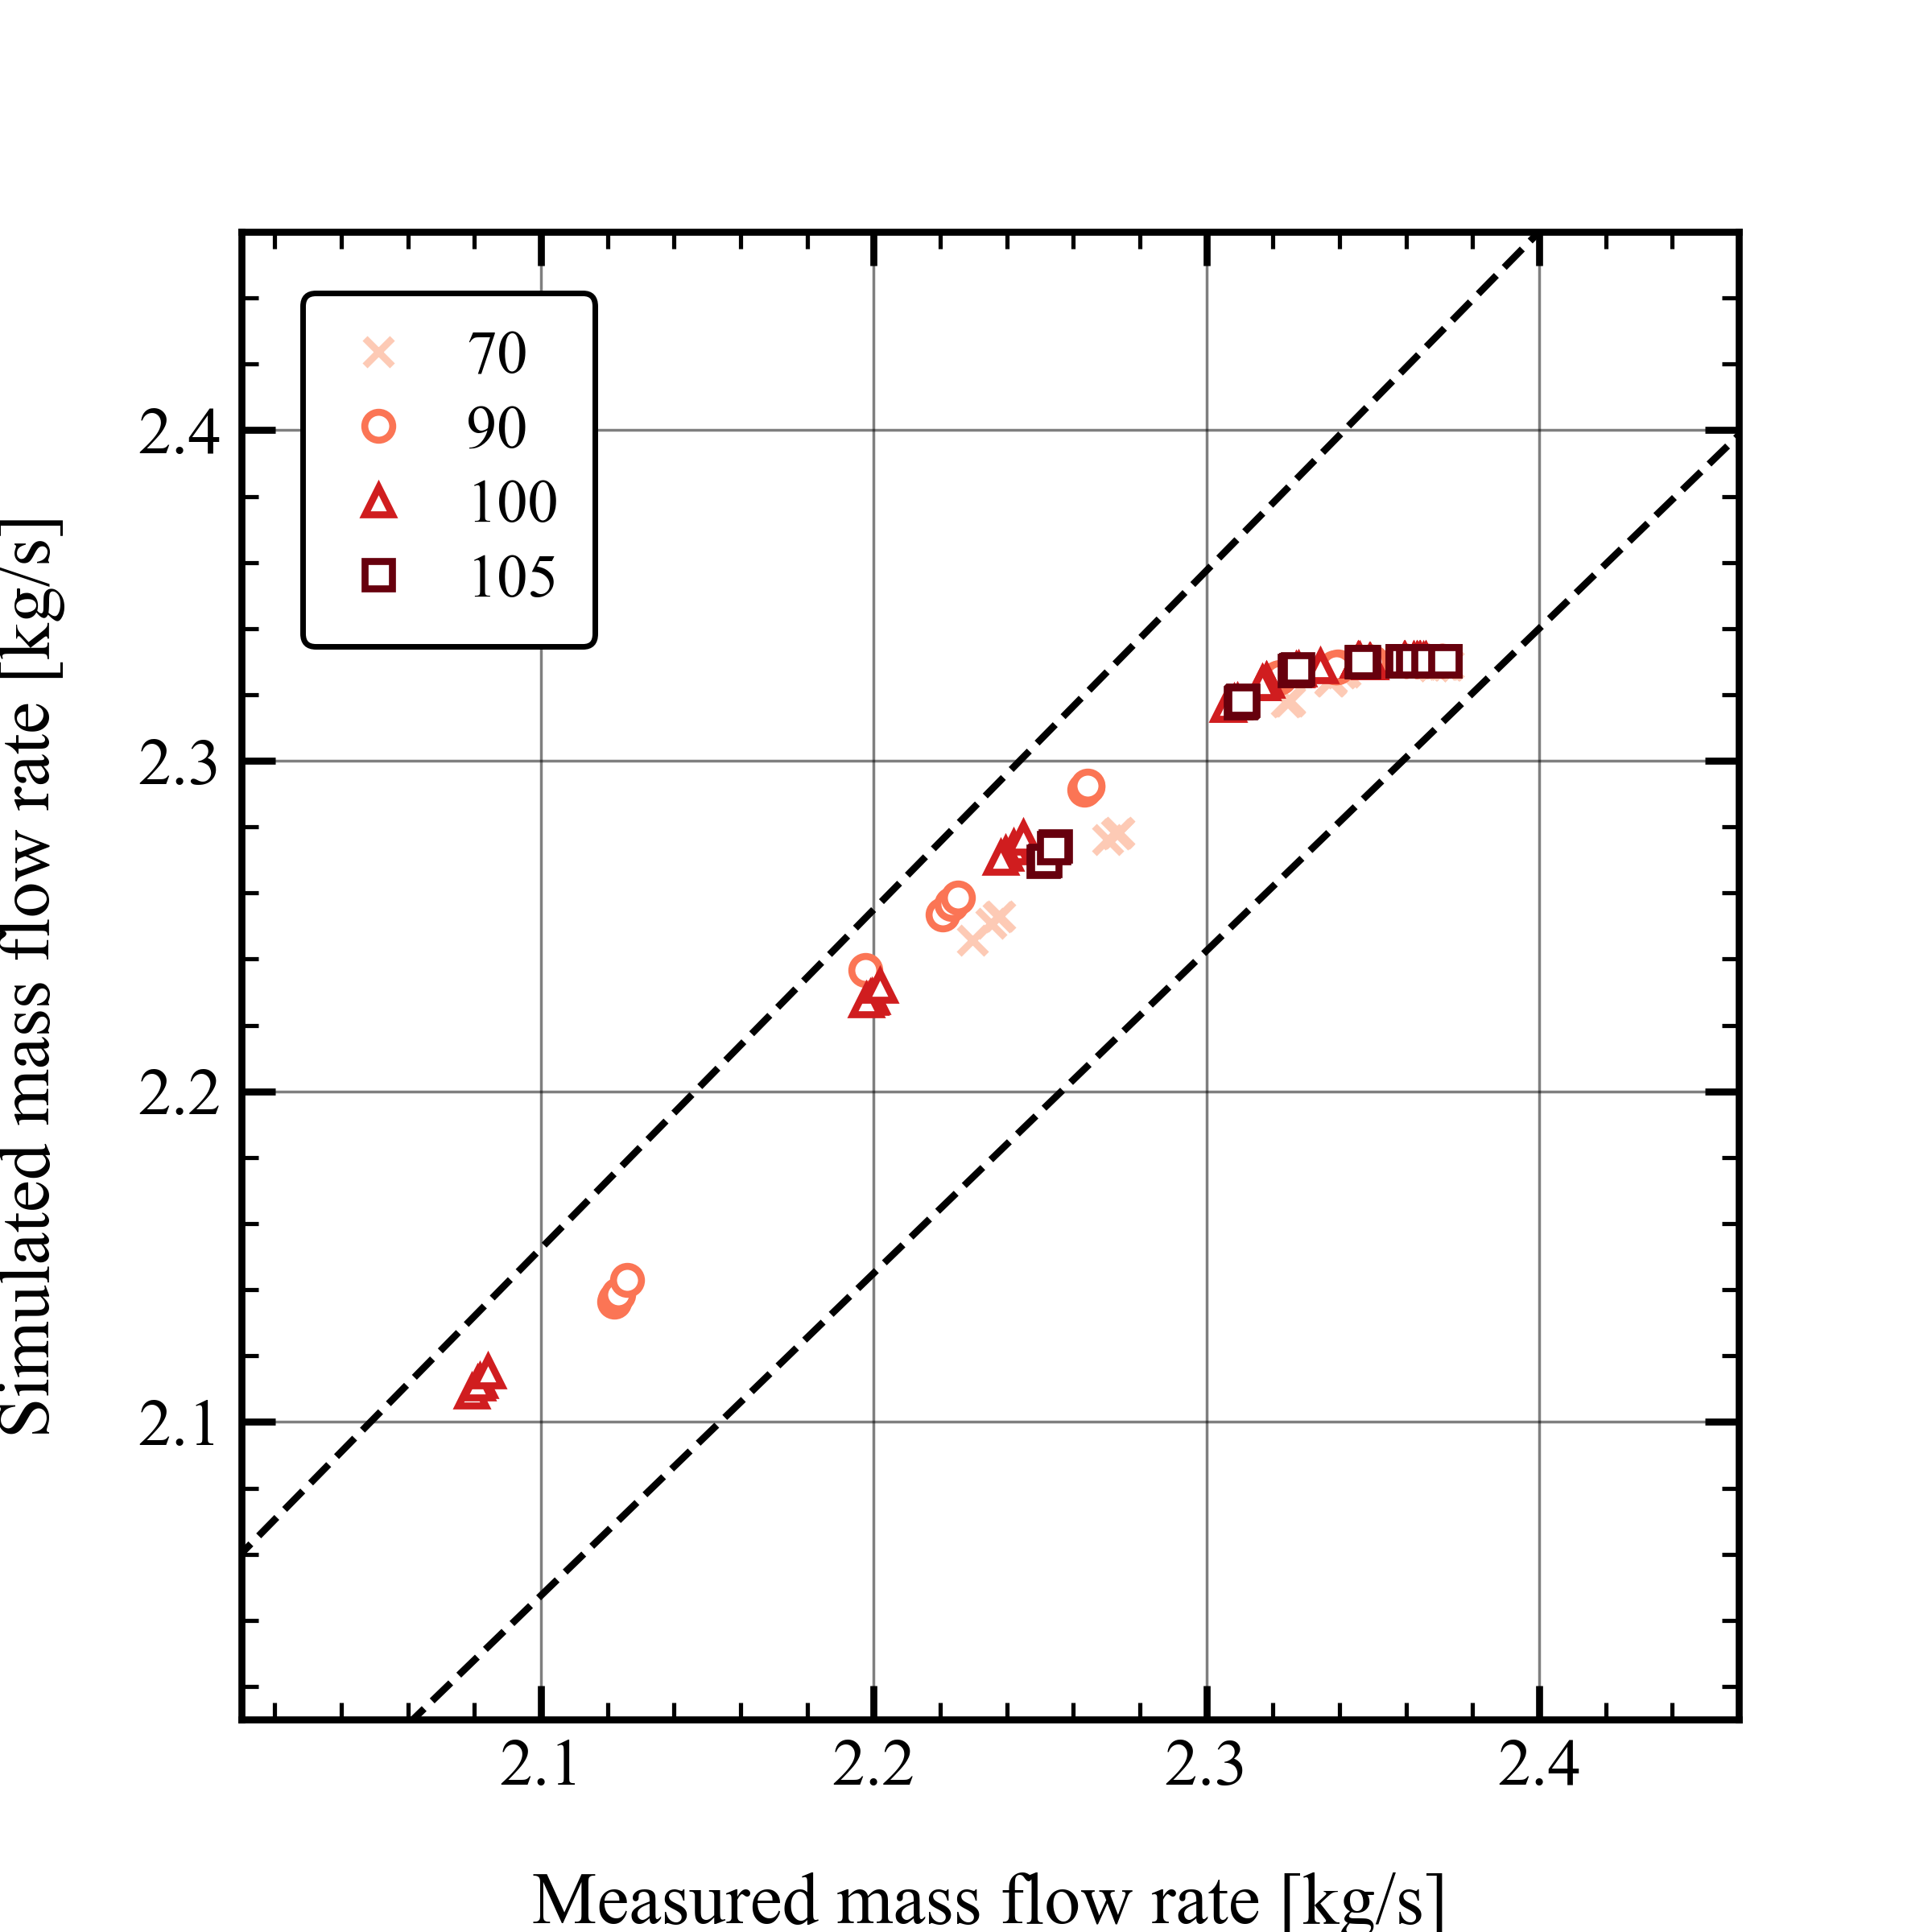 70
90
100
105
2.4
2.3
2.2
2.1
Simulated mass flow rate [kg/s]
2.1 2.2 2.3 2.4
Measured mass flow rate [kg/s]